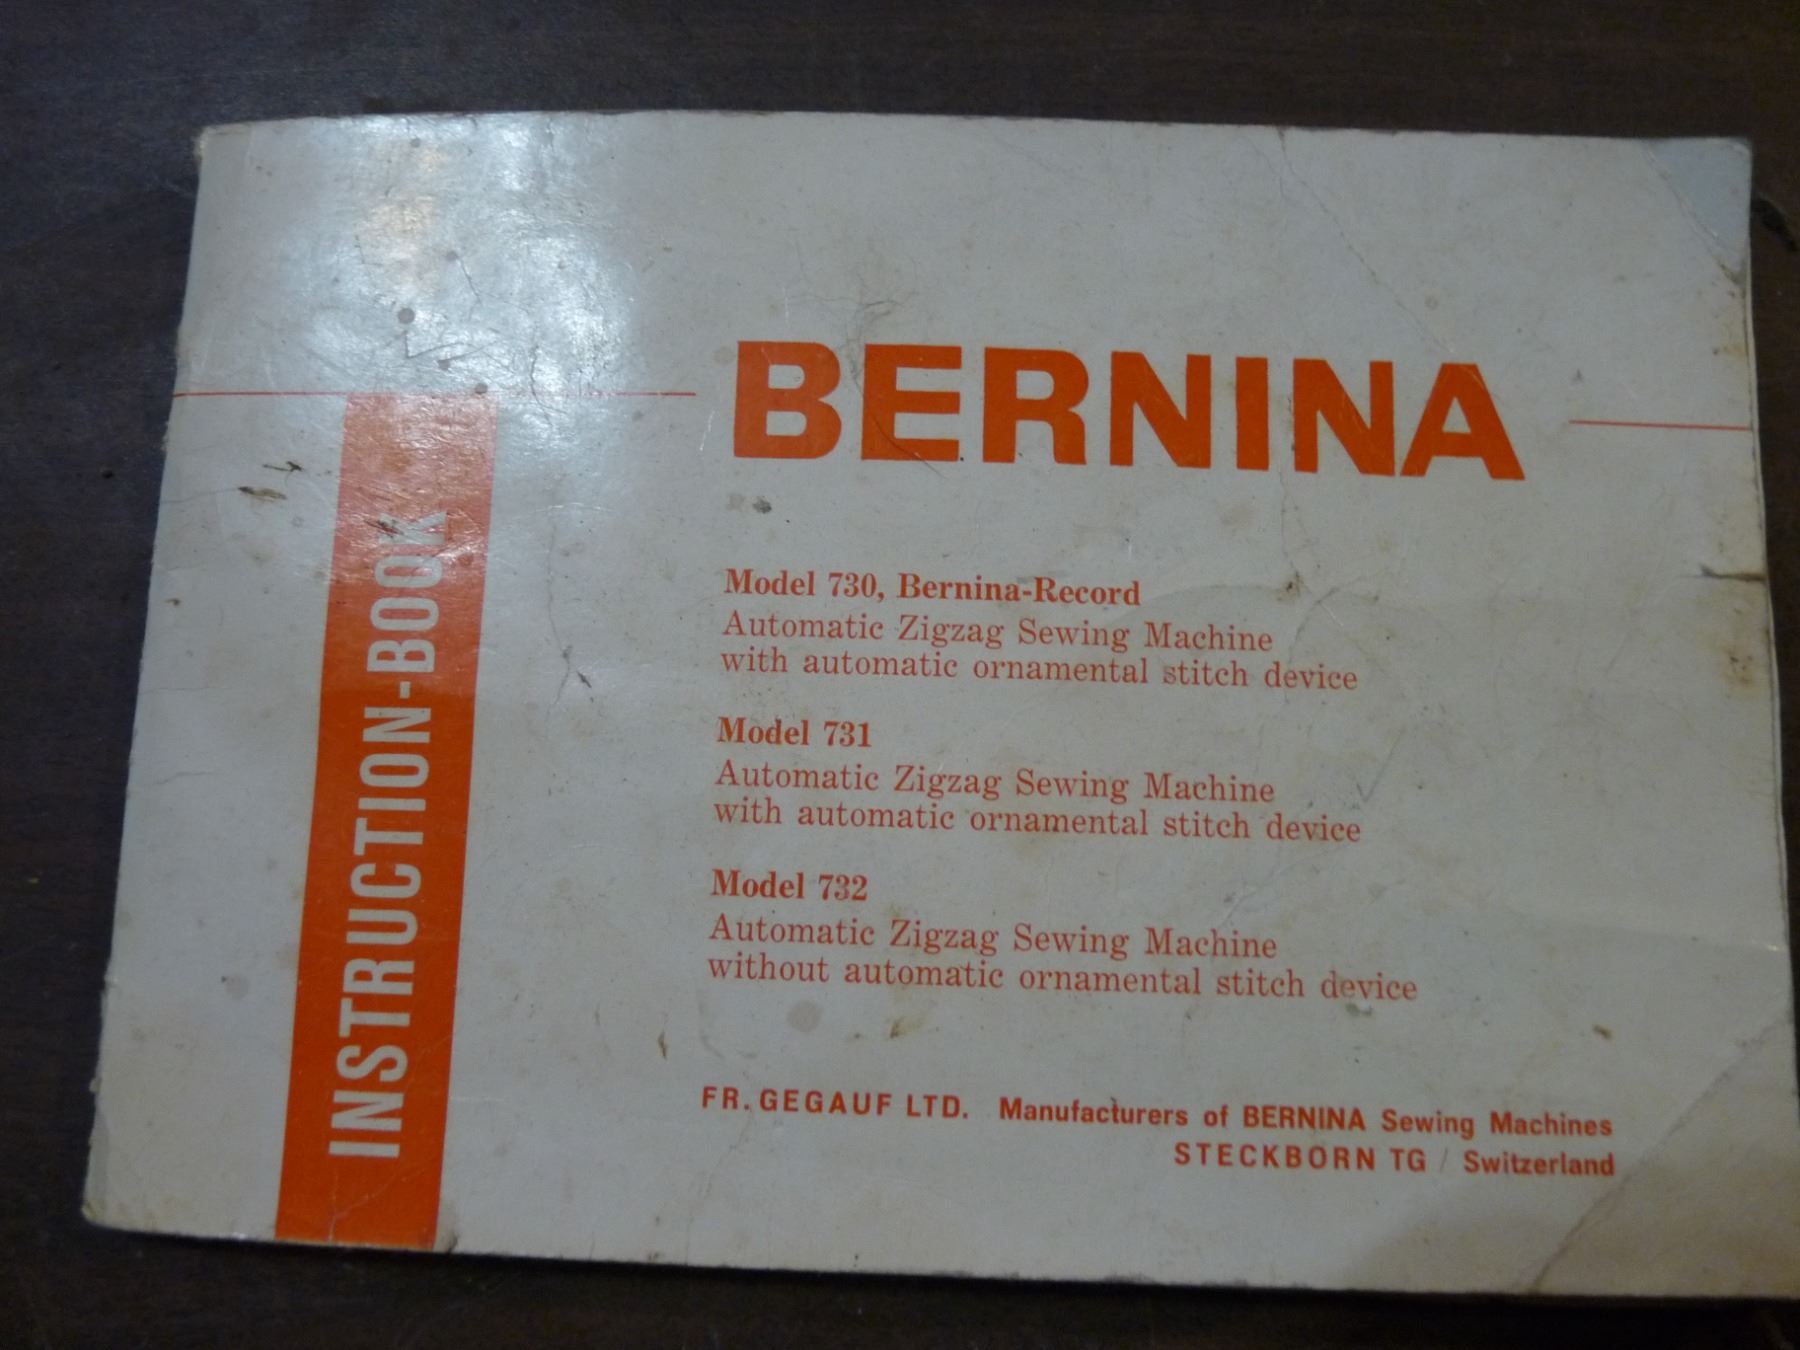 BERNINA
INSTRUCTION-BOOK
Model 730, Bernina-Record
Automatic Zigzag Sewing Machine
with automatic ornamental stitch device
Model 731
Automatic Zigzag Sewing Machine
with automatic ornamental stitch device
Model 732
Automatic Zigzag Sewing Machine
without automatic ornamental stitch device
FR. GEGAUF LTD. Manufacturers of BERNINA Sewing Machines
STECKBORN TG / Switzerland